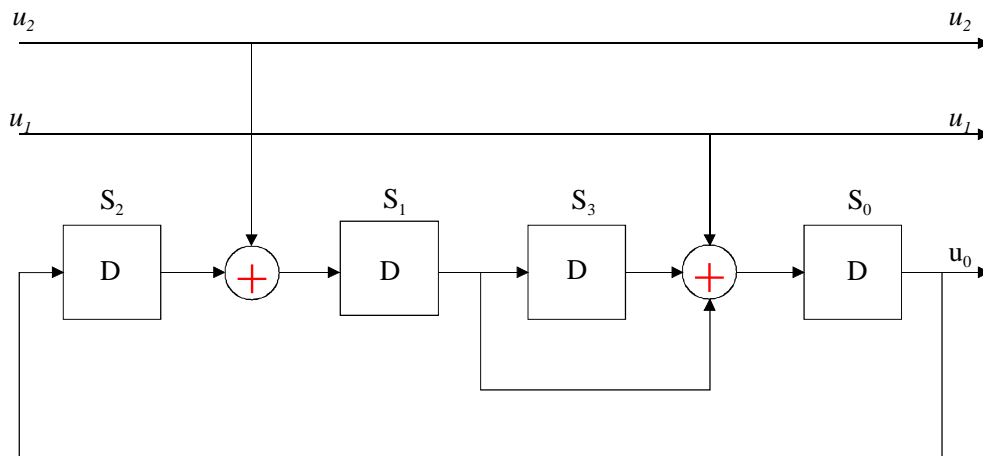 u₂ u₂
u₁ u₁
S₂ S₁ S₃ S₀
D + D D + D u₀